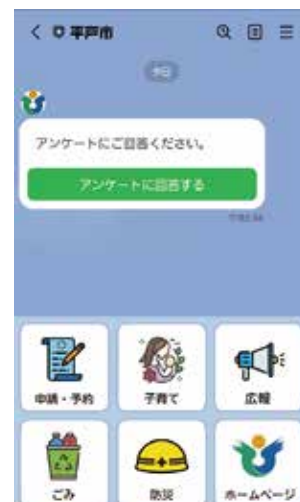 平戸市
今日
アンケートにご回答ください。
アンケートに回答する
申請・予約
子育て
広報
ごみ
防災
ホームページ